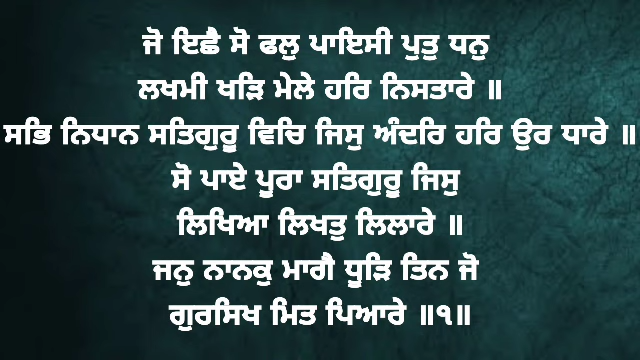 ਜੋ ਇਛੈ ਸੋ ਫਲੁ ਪਾਇਸੀ ਪੁਤੁ ਧਨੁ
ਲਖਮੀ ਖੜਿ ਮੇਲੇ ਹਰਿ ਨਿਸਤਾਰੇ ॥
ਸਭਿ ਨਿਧਾਨ ਸਤਿਗੁਰੂ ਵਿਚਿ ਜਿਸੁ ਅੰਦਰਿ ਹਰਿ ਉਰ ਧਾਰੇ ॥
ਸੋ ਪਾਏ ਪੂਰਾ ਸਤਿਗੁਰੂ ਜਿਸੁ
ਲਿਖਿਆ ਲਿਖਤੁ ਲਿਲਾਰੇ ॥
ਜਨੁ ਨਾਨਕੁ ਮਾਗੈ ਧੂੜਿ ਤਿਨ ਜੋ
ਗੁਰਸਿਖ ਮਿਤ ਪਿਆਰੇ ॥੧॥